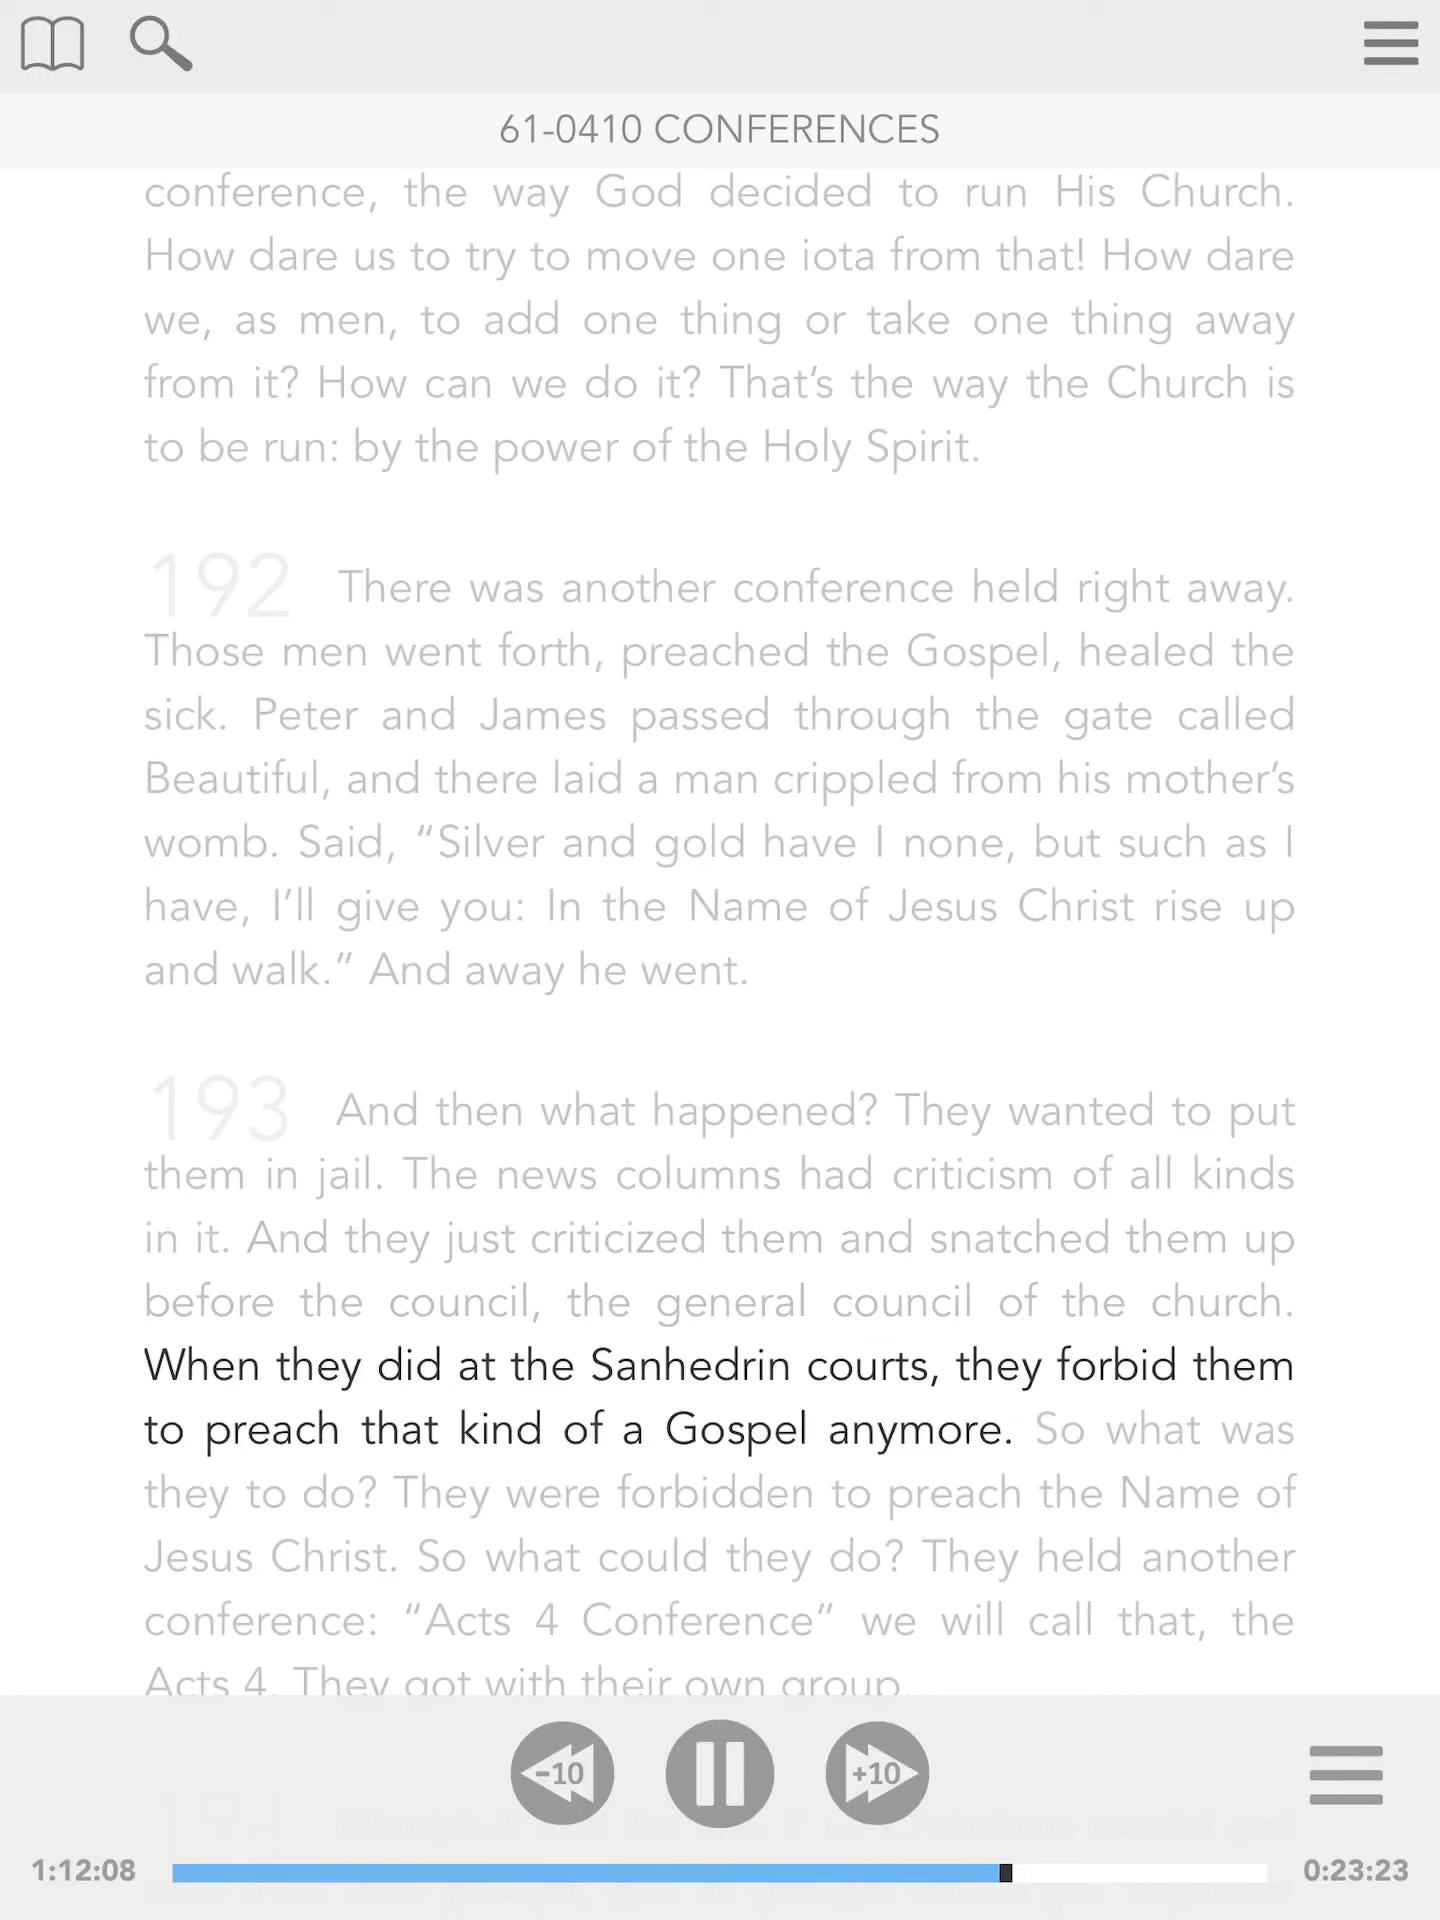 61-0410 CONFERENCES
conference, the way God decided to run His Church.
How dare us to try to move one iota from that! How dare
we, as men, to add one thing or take one thing away
from it? How can we do it? That’s the way the Church is
to be run: by the power of the Holy Spirit.
192 There was another conference held right away.
Those men went forth, preached the Gospel, healed the
sick. Peter and James passed through the gate called
Beautiful, and there laid a man crippled from his mother’s
womb. Said, “Silver and gold have I none, but such as I
have, I’ll give you: In the Name of Jesus Christ rise up
and walk.” And away he went.
193 And then what happened? They wanted to put
them in jail. The news columns had criticism of all kinds
in it. And they just criticized them and snatched them up
before the council, the general council of the church.
When they did at the Sanhedrin courts, they forbid them
to preach that kind of a Gospel anymore. So what was
they to do? They were forbidden to preach the Name of
Jesus Christ. So what could they do? They held another
conference: “Acts 4 Conference” we will call that, the
Acts 4. They got with their own group.
-10 +10
1:12:08 0:23:23